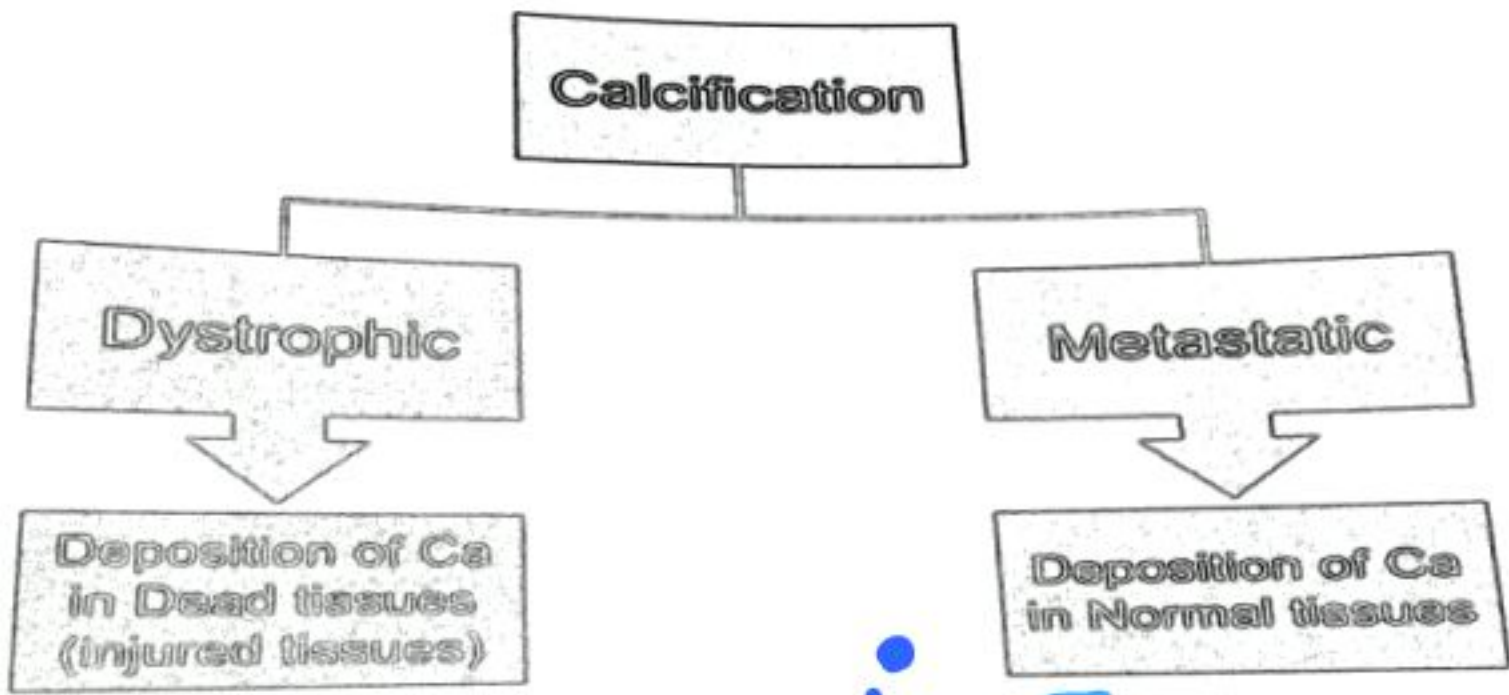 Calcification
Dystrophic
Metastatic
Deposition of Ca
in Dead tissues
(injured tissues)
Deposition of Ca
in Normal tissues